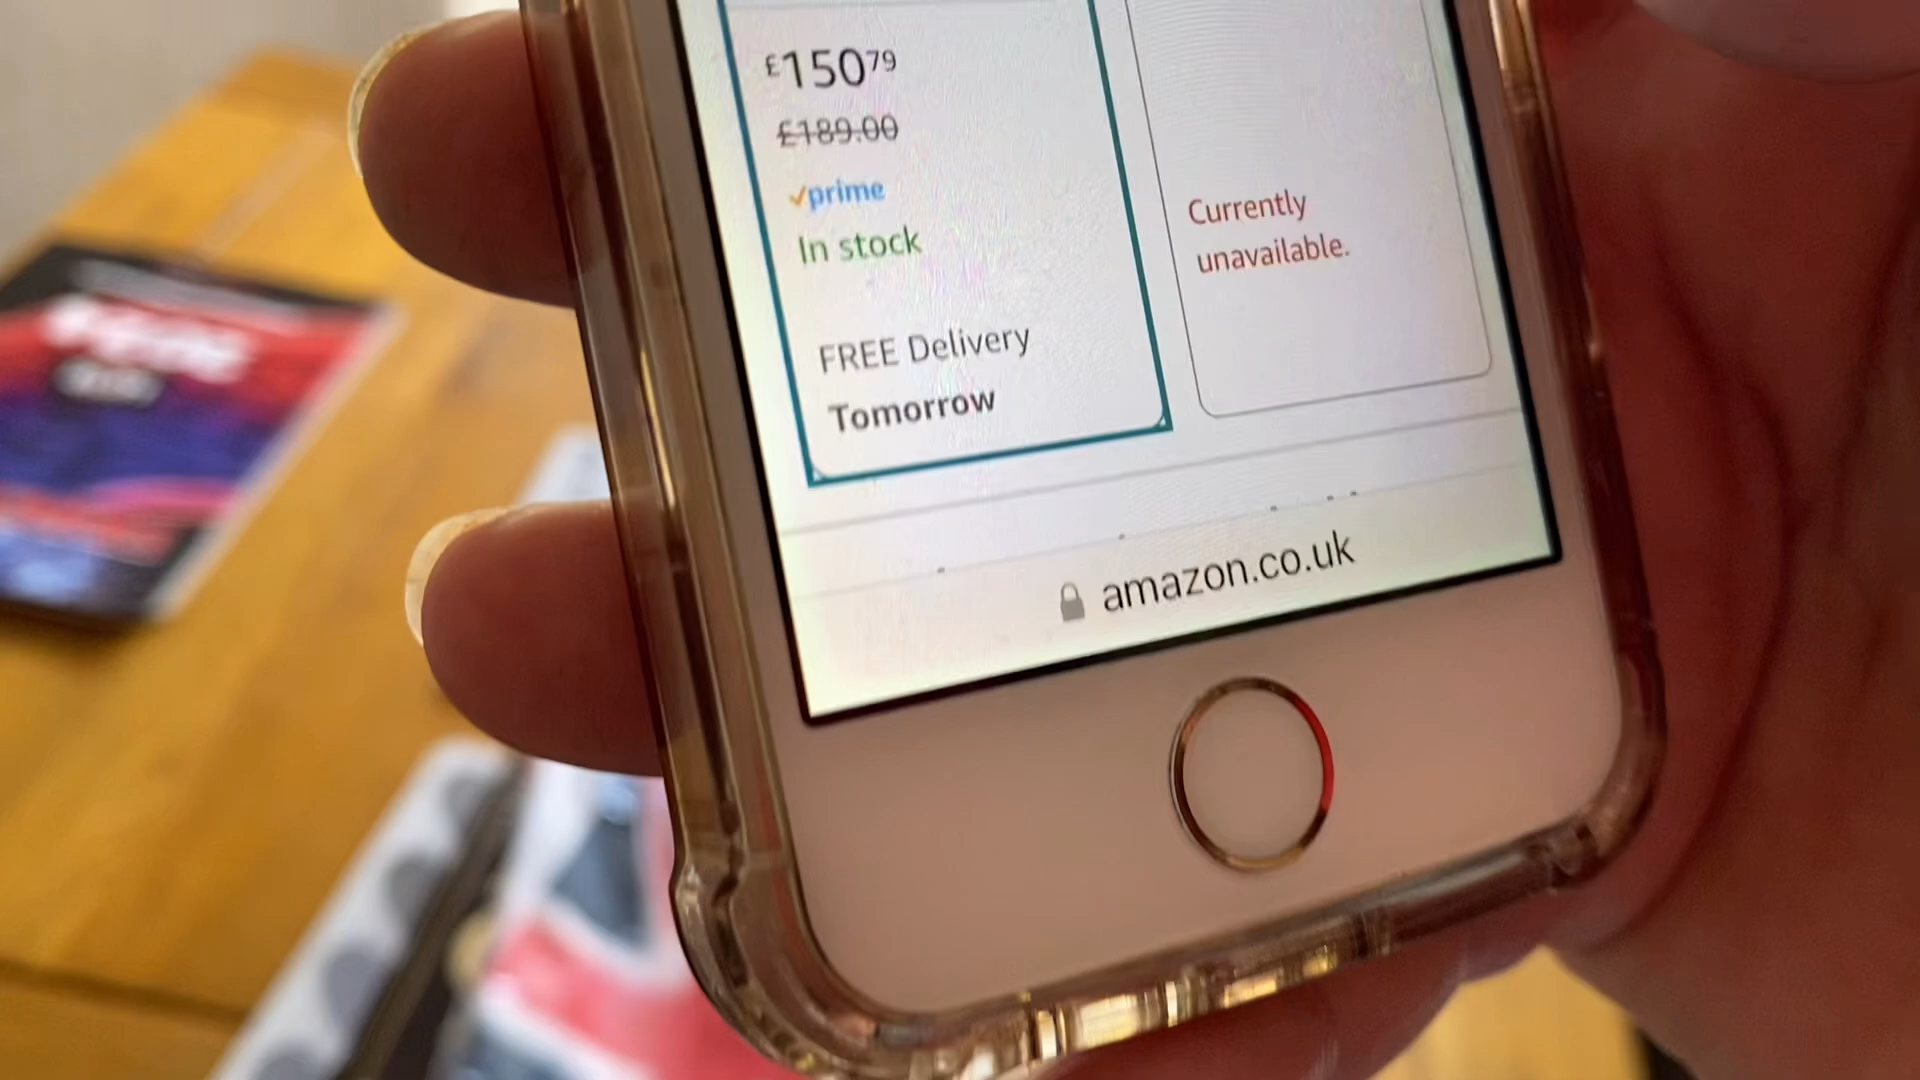 £15079
£189.00
prime
In stock
FREE Delivery
Tomorrow
Currently
unavailable.
amazon.co.uk